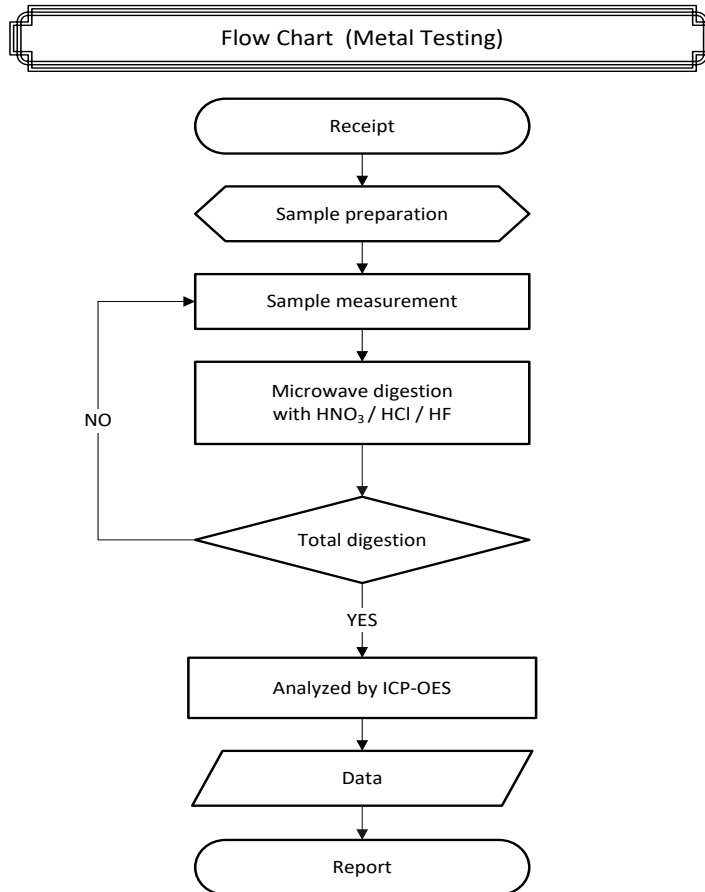 Flow Chart  (Metal Testing)
Receipt
Sample preparation
Sample measurement
Microwave digestion
with HNO₃ / HCl / HF
NO
Total digestion
YES
Analyzed by ICP-OES
Data
Report